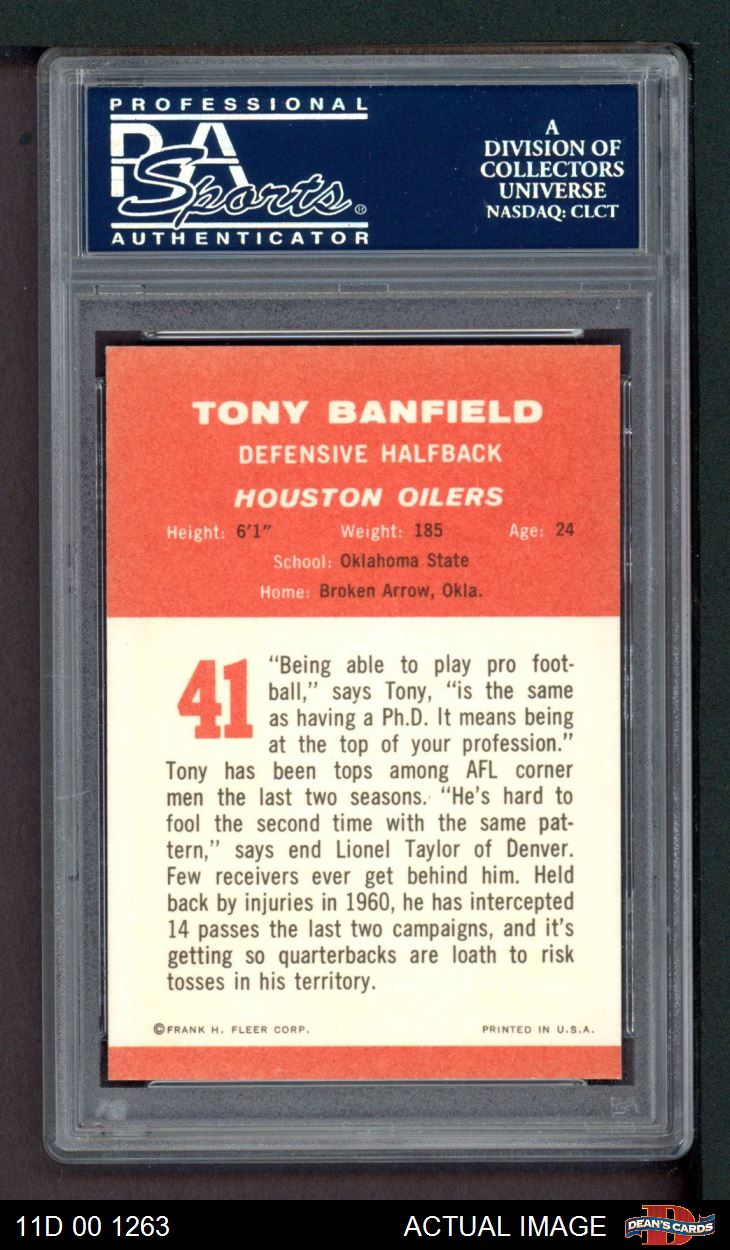 PROFESSIONAL
PSA
Sports®
AUTHENTICATOR
A
DIVISION OF
COLLECTORS
UNIVERSE
NASDAQ: CLCT
TONY BANFIELD
DEFENSIVE HALFBACK
HOUSTON OILERS
Height: 6'1" Weight: 185 Age: 24
School: Oklahoma State
Home: Broken Arrow, Okla.
41
"Being able to play pro foot-
ball," says Tony, "is the same
as having a Ph.D. It means being
at the top of your profession."
Tony has been tops among AFL corner
men the last two seasons. "He's hard to
fool the second time with the same pat-
tern," says end Lionel Taylor of Denver.
Few receivers ever get behind him. Held
back by injuries in 1960, he has intercepted
14 passes the last two campaigns, and it's
getting so quarterbacks are loath to risk
tosses in his territory.
©FRANK H. FLEER CORP. PRINTED IN U.S.A.
PSA
11D 00 1263 ACTUAL IMAGE DEAN'S CARDS